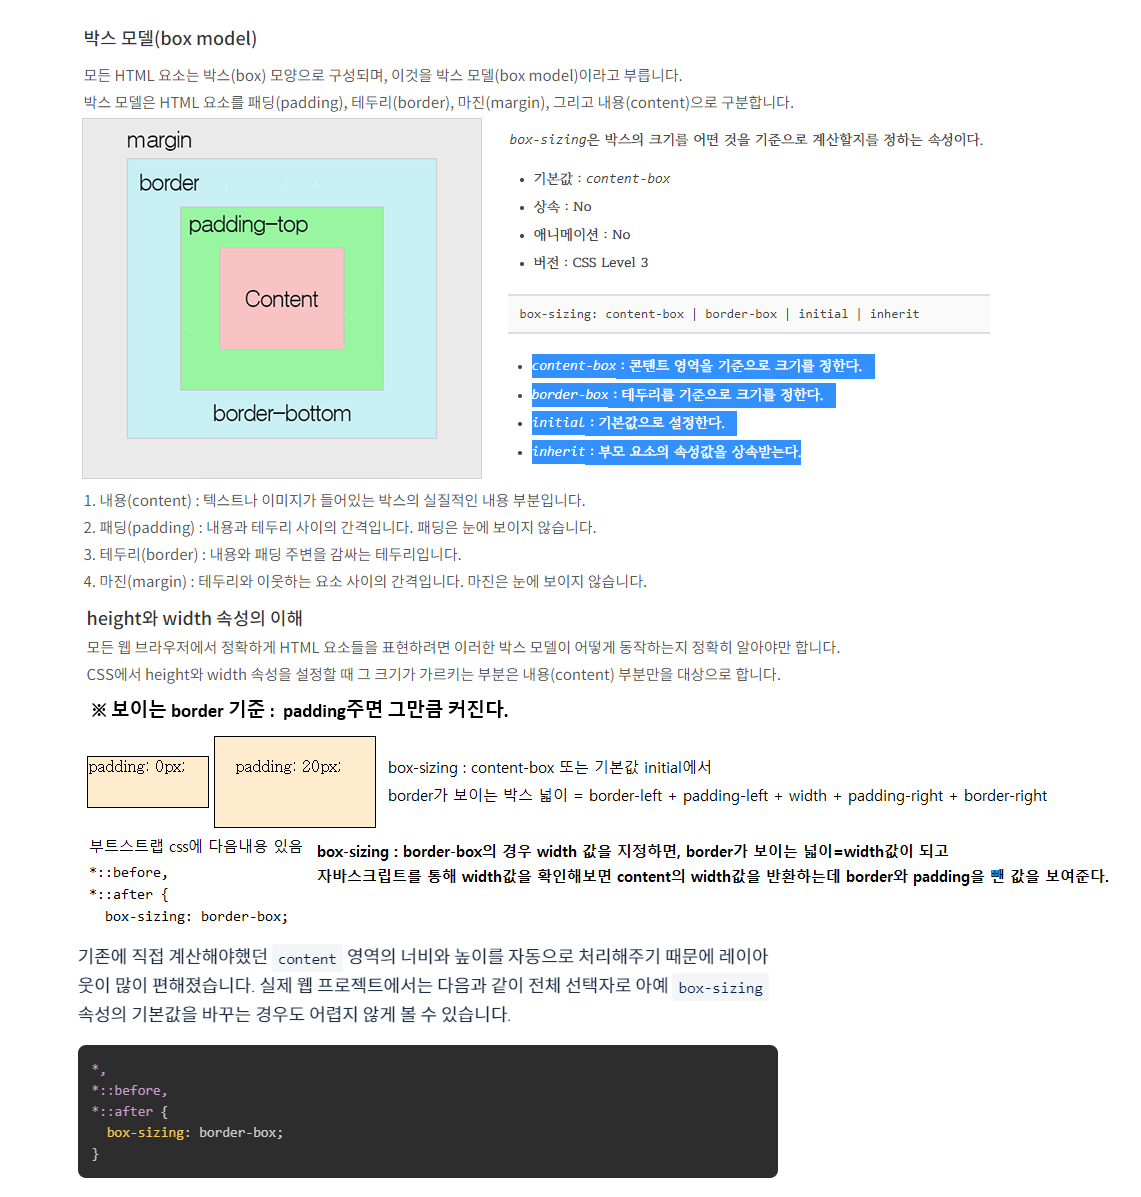 박스 모델(box model)
모든 HTML 요소는 박스(box) 모양으로 구성되며, 이것을 박스 모델(box model)이라고 부릅니다.
박스 모델은 HTML 요소를 패딩(padding), 테두리(border), 마진(margin), 그리고 내용(content)으로 구분합니다.
margin
border
padding-top
Content
border-bottom
box-sizing은 박스의 크기를 어떤 것을 기준으로 계산할지를 정하는 속성이다.
• 기본값 : content-box
• 상속 : No
• 애니메이션 : No
• 버전 : CSS Level 3
box-sizing: content-box | border-box | initial | inherit
• content-box : 콘텐트 영역을 기준으로 크기를 정한다.
• border-box : 테두리를 기준으로 크기를 정한다.
• initial : 기본값으로 설정한다.
• inherit : 부모 요소의 속성값을 상속받는다.
1. 내용(content) : 텍스트나 이미지가 들어있는 박스의 실질적인 내용 부분입니다.
2. 패딩(padding) : 내용과 테두리 사이의 간격입니다. 패딩은 눈에 보이지 않습니다.
3. 테두리(border) : 내용와 패딩 주변을 감싸는 테두리입니다.
4. 마진(margin) : 테두리와 이웃하는 요소 사이의 간격입니다. 마진은 눈에 보이지 않습니다.
height와 width 속성의 이해
모든 웹 브라우저에서 정확하게 HTML 요소들을 표현하려면 이러한 박스 모델이 어떻게 동작하는지 정확히 알아야만 합니다.
CSS에서 height와 width 속성을 설정할 때 그 크기가 가르키는 부분은 내용(content) 부분만을 대상으로 합니다.
※ 보이는 border 기준 : padding주면 그만큼 커진다.
padding: 0px;
padding: 20px;
box-sizing : content-box 또는 기본값 initial에서
border가 보이는 박스 넓이 = border-left + padding-left + width + padding-right + border-right
부트스트랩 css에 다음내용 있음
*::before,
*::after {
box-sizing: border-box;
box-sizing : border-box의 경우 width 값을 지정하면, border가 보이는 넓이=width값이 되고
자바스크립트를 통해 width값을 확인해보면 content의 width값을 반환하는데 border와 padding을 뺀 값을 보여준다.
기존에 직접 계산해야했던 content 영역의 너비와 높이를 자동으로 처리해주기 때문에 레이아
웃이 많이 편해졌습니다. 실제 웹 프로젝트에서는 다음과 같이 전체 선택자로 아예 box-sizing
속성의 기본값을 바꾸는 경우도 어렵지 않게 볼 수 있습니다.
*,
*::before,
*::after {
box-sizing: border-box;
}